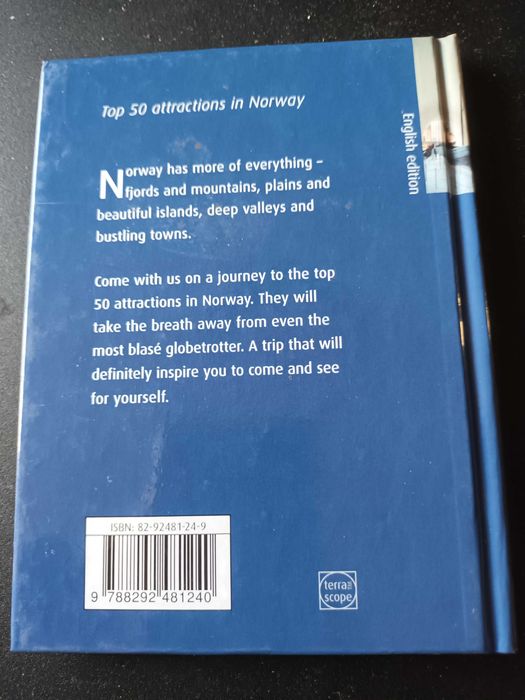 Top 50 attractions in Norway
English edition
Norway has more of everything –
fjords and mountains, plains and
beautiful islands, deep valleys and
bustling towns.
Come with us on a journey to the top
50 attractions in Norway. They will
take the breath away from even the
most blasé globetrotter. A trip that will
definitely inspire you to come and see
for yourself.
ISBN: 82-92481-24-9
9 788292 481240
terra
scope